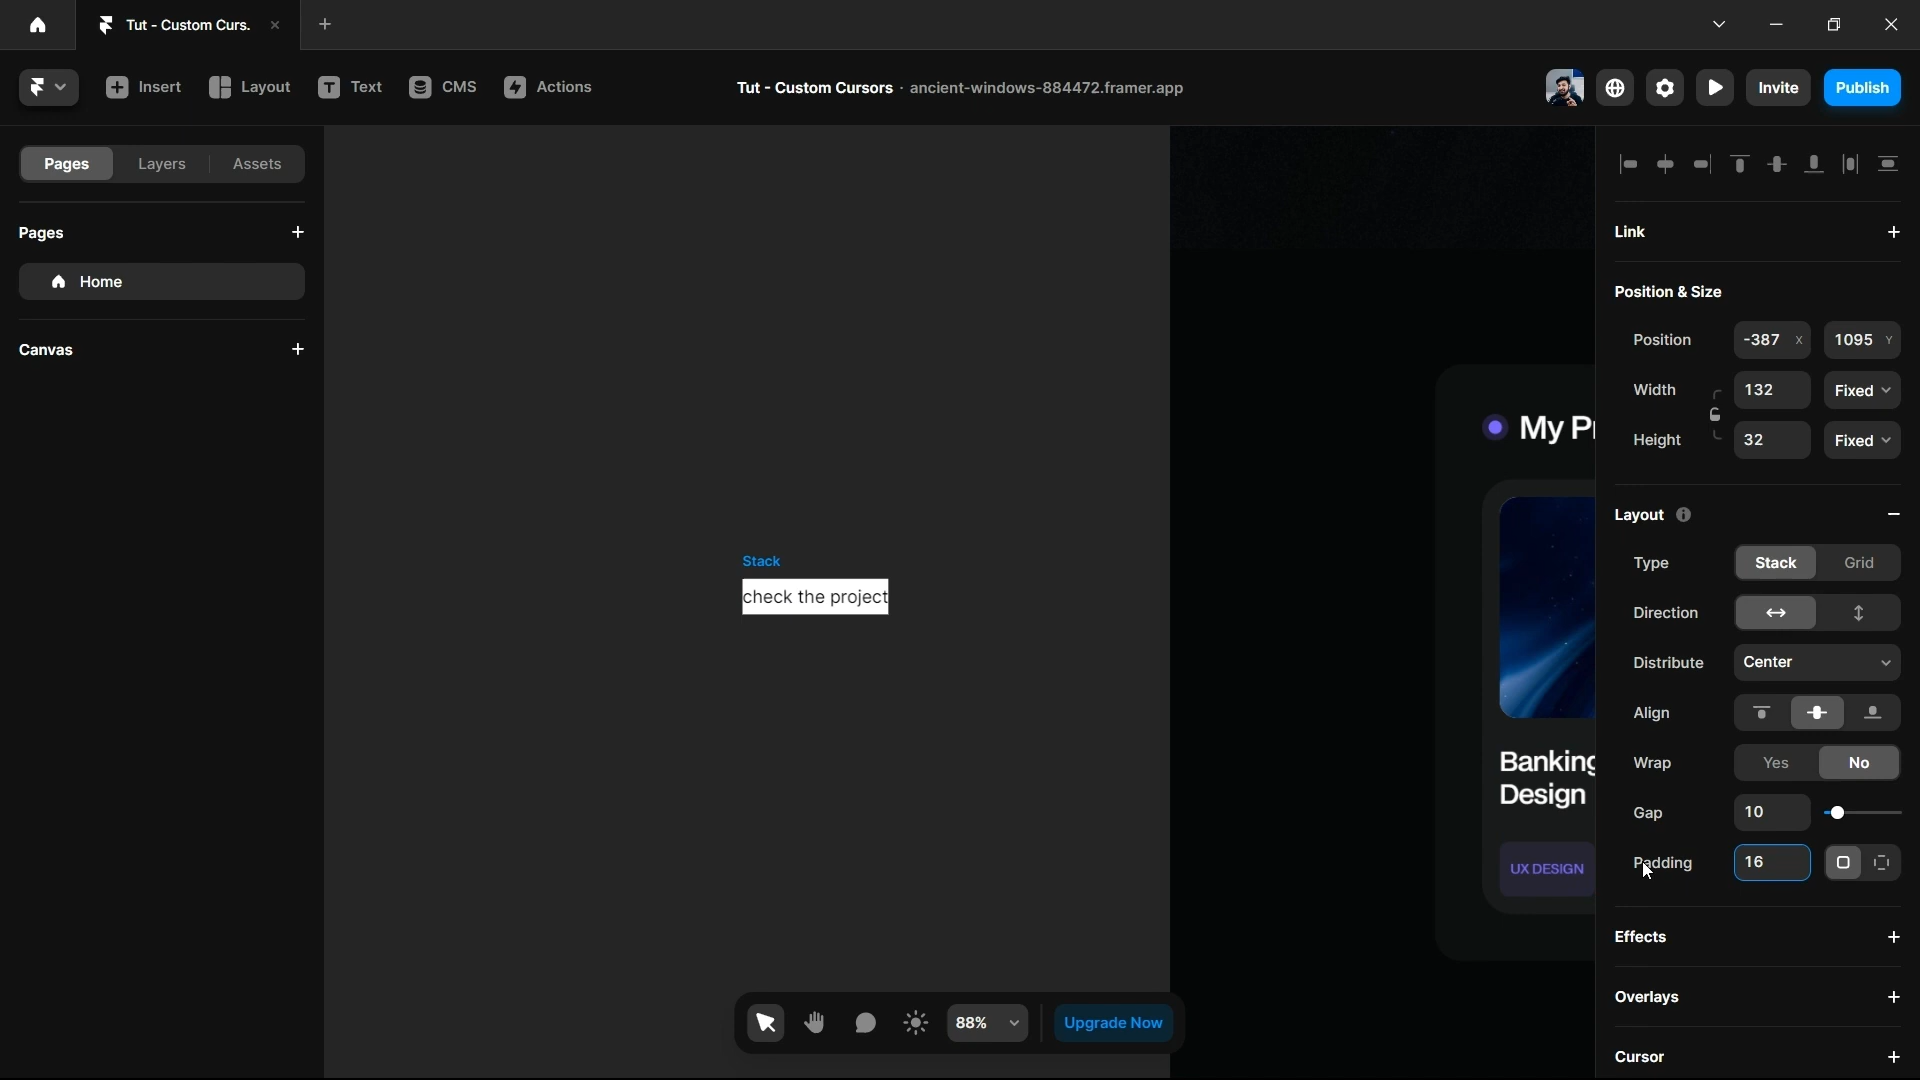 Tut - Custom Curs.
Insert
Layout
Text
CMS
Actions
Tut - Custom Cursors · ancient-windows-884472.framer.app
Invite
Publish
Pages
Layers
Assets
Pages
Home
Canvas
Stack
check the project
My Pr
Banking
Design
UX DESIGN
88%
Upgrade Now
Link
Position & Size
Position -387 X 1095 Y
Width 132 Fixed
Height 32 Fixed
Layout
Type Stack Grid
Direction
Distribute Center
Align
Wrap Yes No
Gap 10
Padding 16
Effects
Overlays
Cursor